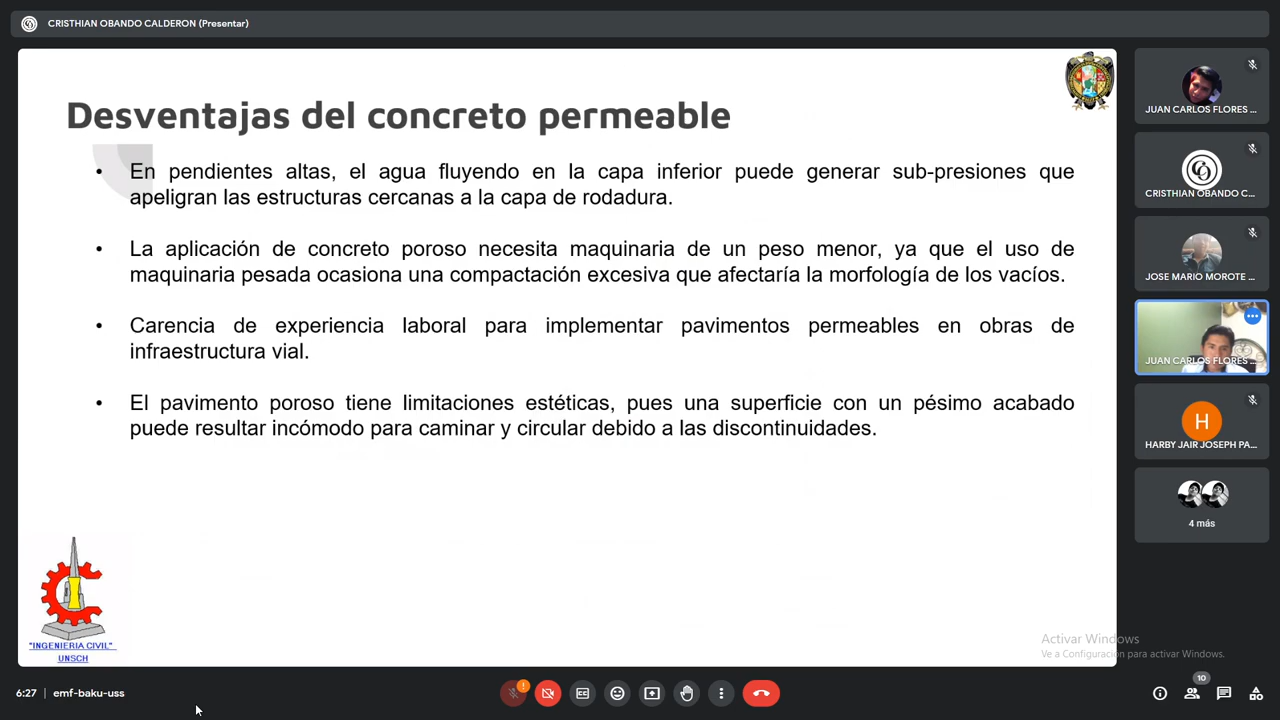 CRISTHIAN OBANDO CALDERON (Presentar)
Desventajas del concreto permeable
• En pendientes altas, el agua fluyendo en la capa inferior puede generar sub-presiones que
apeligran las estructuras cercanas a la capa de rodadura.
• La aplicación de concreto poroso necesita maquinaria de un peso menor, ya que el uso de
maquinaria pesada ocasiona una compactación excesiva que afectaría la morfología de los vacíos.
• Carencia de experiencia laboral para implementar pavimentos permeables en obras de
infraestructura vial.
• El pavimento poroso tiene limitaciones estéticas, pues una superficie con un pésimo acabado
puede resultar incómodo para caminar y circular debido a las discontinuidades.
"INGENIERIA CIVIL"
UNSCH
JUAN CARLOS FLORES ...
CRISTHIAN OBANDO C...
JOSE MARIO MOROTE ...
JUAN CARLOS FLORES ...
H
HARBY JAIR JOSEPH PA...
4 más
Activar Windows
Ve a Configuración para activar Windows.
6:27 | emf-baku-uss
10